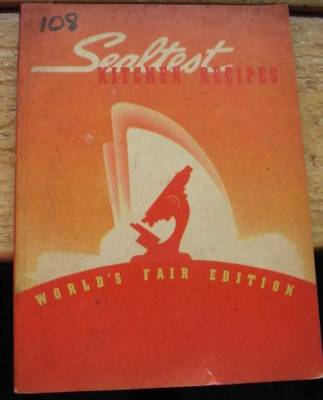 108
Sealtest
KITCHEN RECIPES
WORLD'S FAIR EDITION